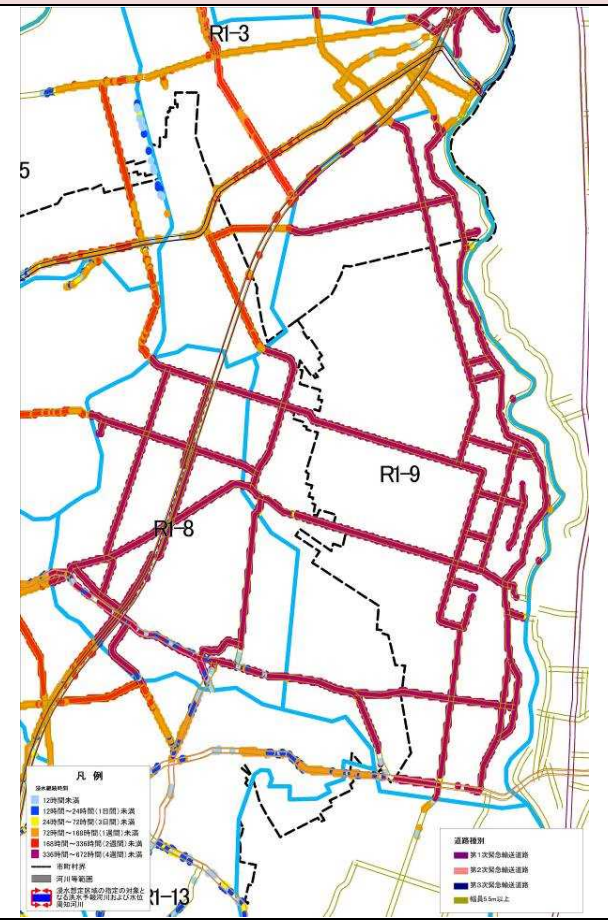 R1-3
5
R1-9
R1-8
R1-13
凡 例
浸水継続時間
12時間未満
12時間~24時間(1日間)未満
24時間~72時間(3日間)未満
72時間~168時間(1週間)未満
168時間~336時間(2週間)未満
336時間~672時間(4週間)未満
市町村界
河川等範囲
浸水想定区域の指定の対象と
なる洪水予報河川および水位
周知河川
道路種別
第1次緊急輸送道路
第2次緊急輸送道路
第3次緊急輸送道路
幅員5.5m以上